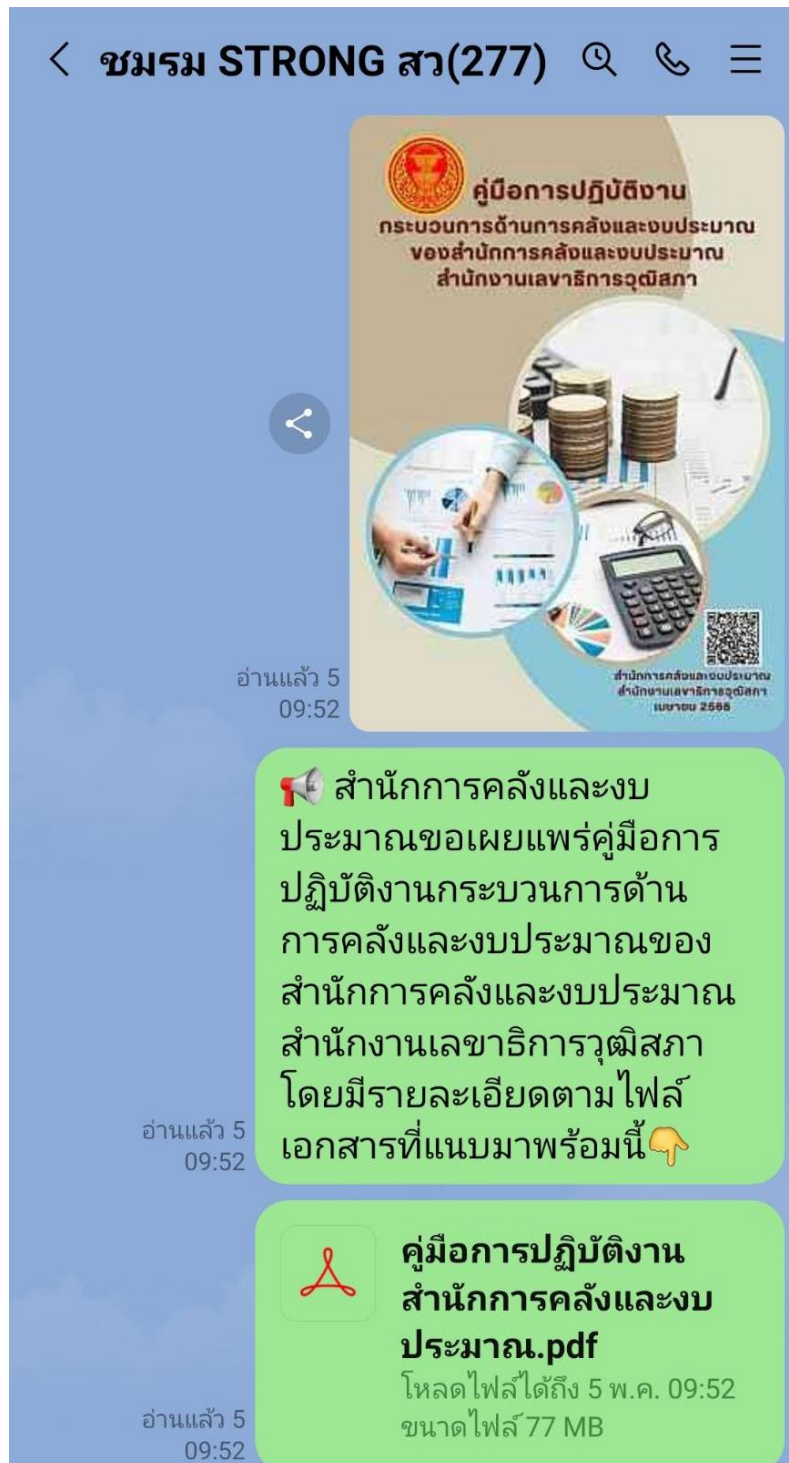 ชมรม STRONG สว(277)
คู่มือการปฏิบัติงาน
กระบวนการด้านการคลังและงบประมาณ
ของสำนักการคลังและงบประมาณ
สำนักงานเลขาธิการวุฒิสภา
สำนักการคลังและงบประมาณ
สำนักงานเลขาธิการวุฒิสภา
เมษายน 2566
อ่านแล้ว 5
09:52
📢 สำนักการคลังและงบ
ประมาณขอเผยแพร่คู่มือการ
ปฏิบัติงานกระบวนการด้าน
การคลังและงบประมาณของ
สำนักการคลังและงบประมาณ
สำนักงานเลขาธิการวุฒิสภา
โดยมีรายละเอียดตามไฟล์
เอกสารที่แนบมาพร้อมนี้👇
อ่านแล้ว 5
09:52
คู่มือการปฏิบัติงาน
สำนักการคลังและงบ
ประมาณ.pdf
โหลดไฟล์ได้ถึง 5 พ.ค. 09:52
ขนาดไฟล์ 77 MB
อ่านแล้ว 5
09:52